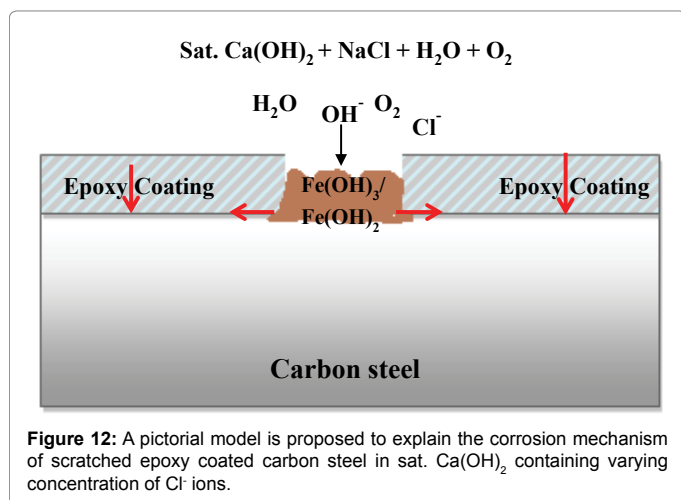 Sat. Ca(OH)₂ + NaCl + H₂O + O₂
H₂O OH⁻ O₂ Cl⁻
Epoxy Coating Fe(OH)₃/ Epoxy Coating
Fe(OH)₂
Carbon steel
Figure 12: A pictorial model is proposed to explain the corrosion mechanism
of scratched epoxy coated carbon steel in sat. Ca(OH)₂ containing varying
concentration of Cl⁻ ions.